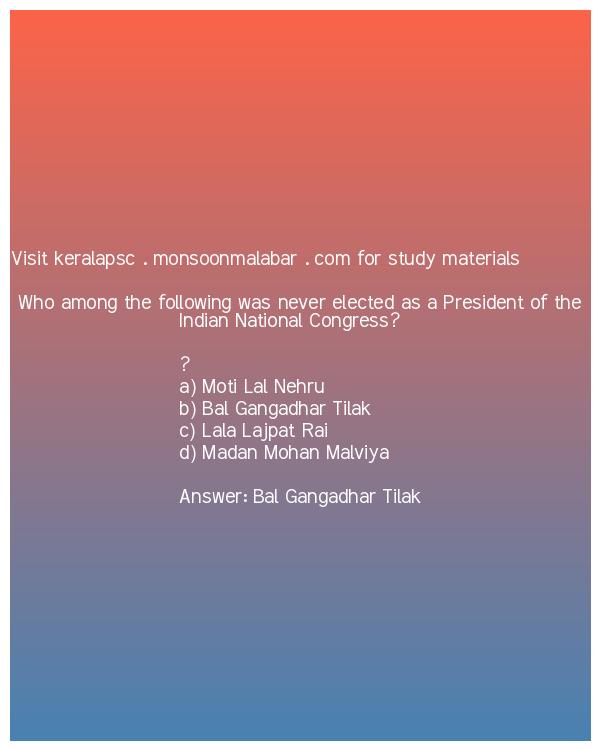 Visit keralapsc . monsoonmalabar . com for study materials
Who among the following was never elected as a President of the
Indian National Congress?
?
a) Moti Lal Nehru
b) Bal Gangadhar Tilak
c) Lala Lajpat Rai
d) Madan Mohan Malviya
Answer: Bal Gangadhar Tilak